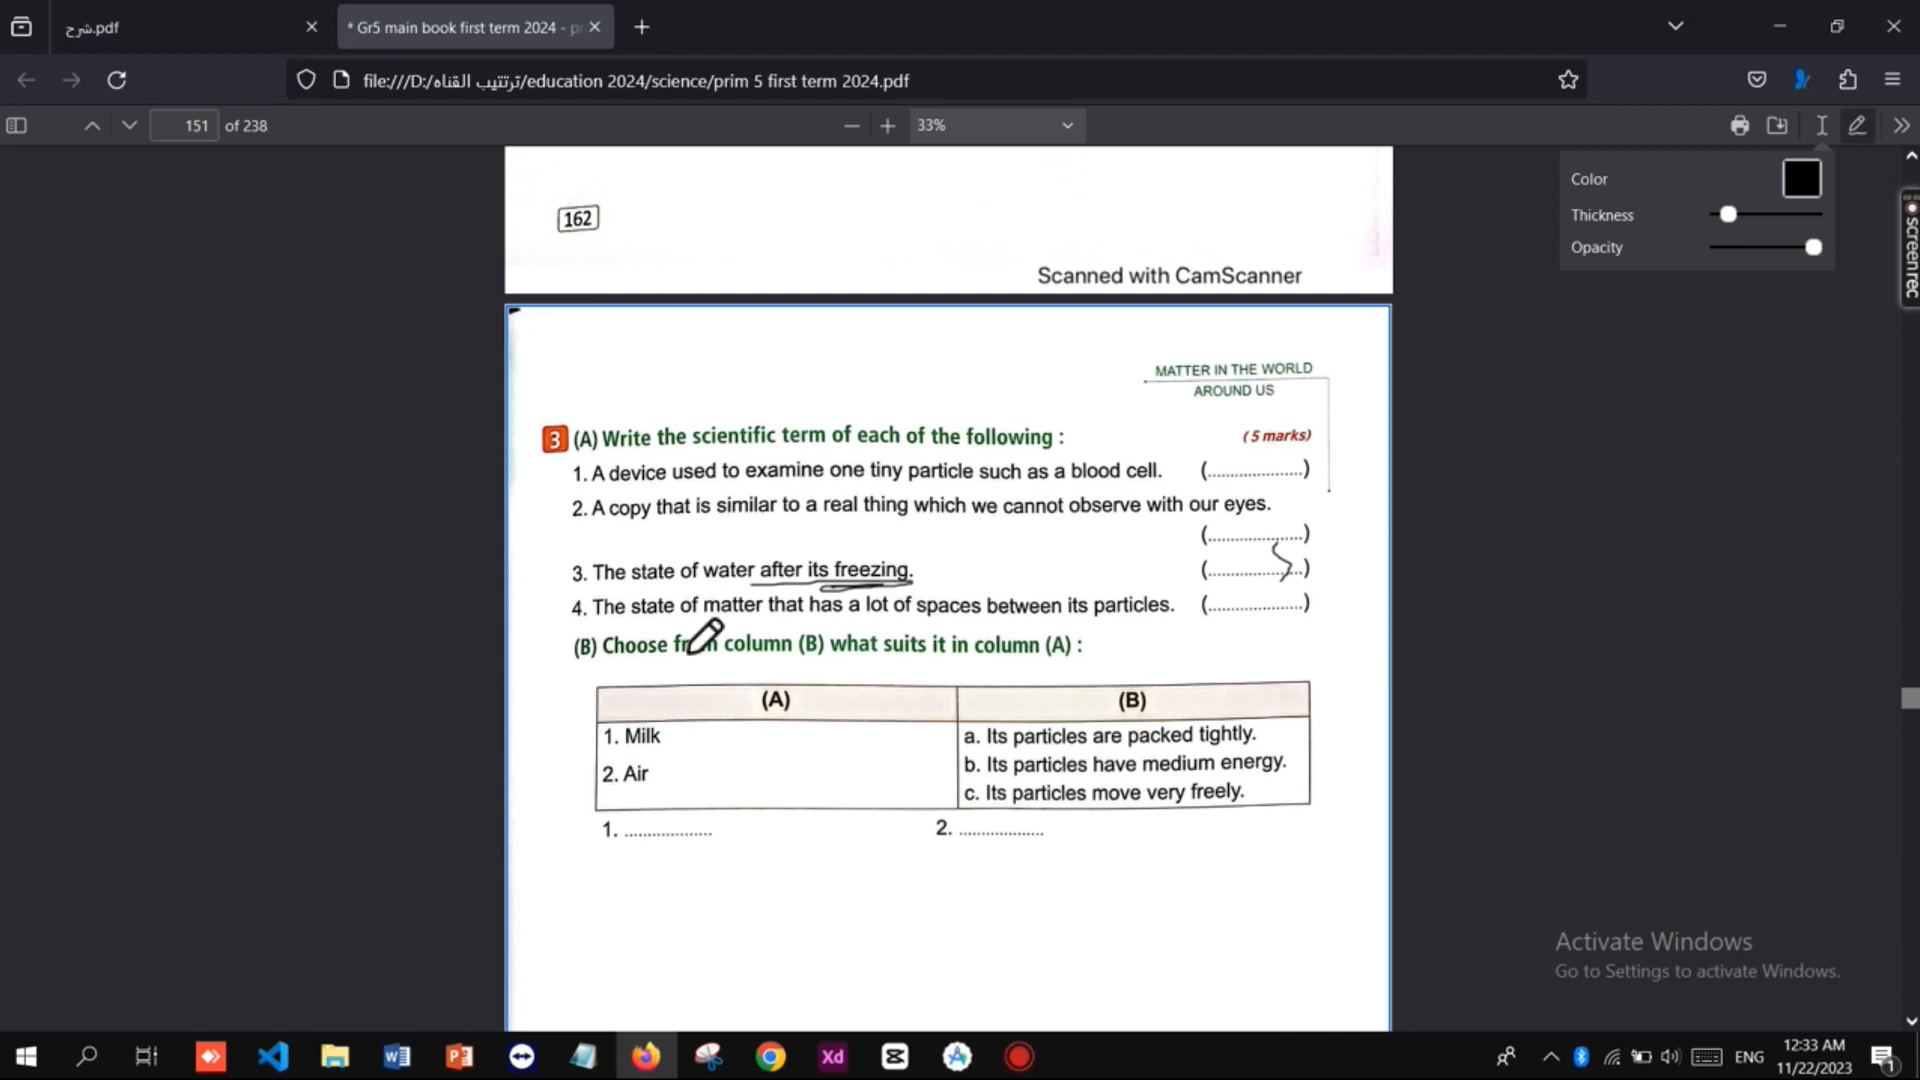 شرح.pdf
* Gr5 main book first term 2024 - pr
file:///D:/ترتتيب القناه/education 2024/science/prim 5 first term 2024.pdf
151 of 238
33%
Color
Thickness
Opacity
screenrec
162
Scanned with CamScanner
MATTER IN THE WORLD
AROUND US
3 (A) Write the scientific term of each of the following : (5 marks)
1. A device used to examine one tiny particle such as a blood cell. (...................)
2. A copy that is similar to a real thing which we cannot observe with our eyes.
(...................)
3. The state of water after its freezing. (...................)
4. The state of matter that has a lot of spaces between its particles. (...................)
(B) Choose from column (B) what suits it in column (A) :
(A) (B)
1. Milk
2. Air
a. Its particles are packed tightly.
b. Its particles have medium energy.
c. Its particles move very freely.
1. .................. 2. ..................
Activate Windows
Go to Settings to activate Windows.
ENG
12:33 AM
11/22/2023
1